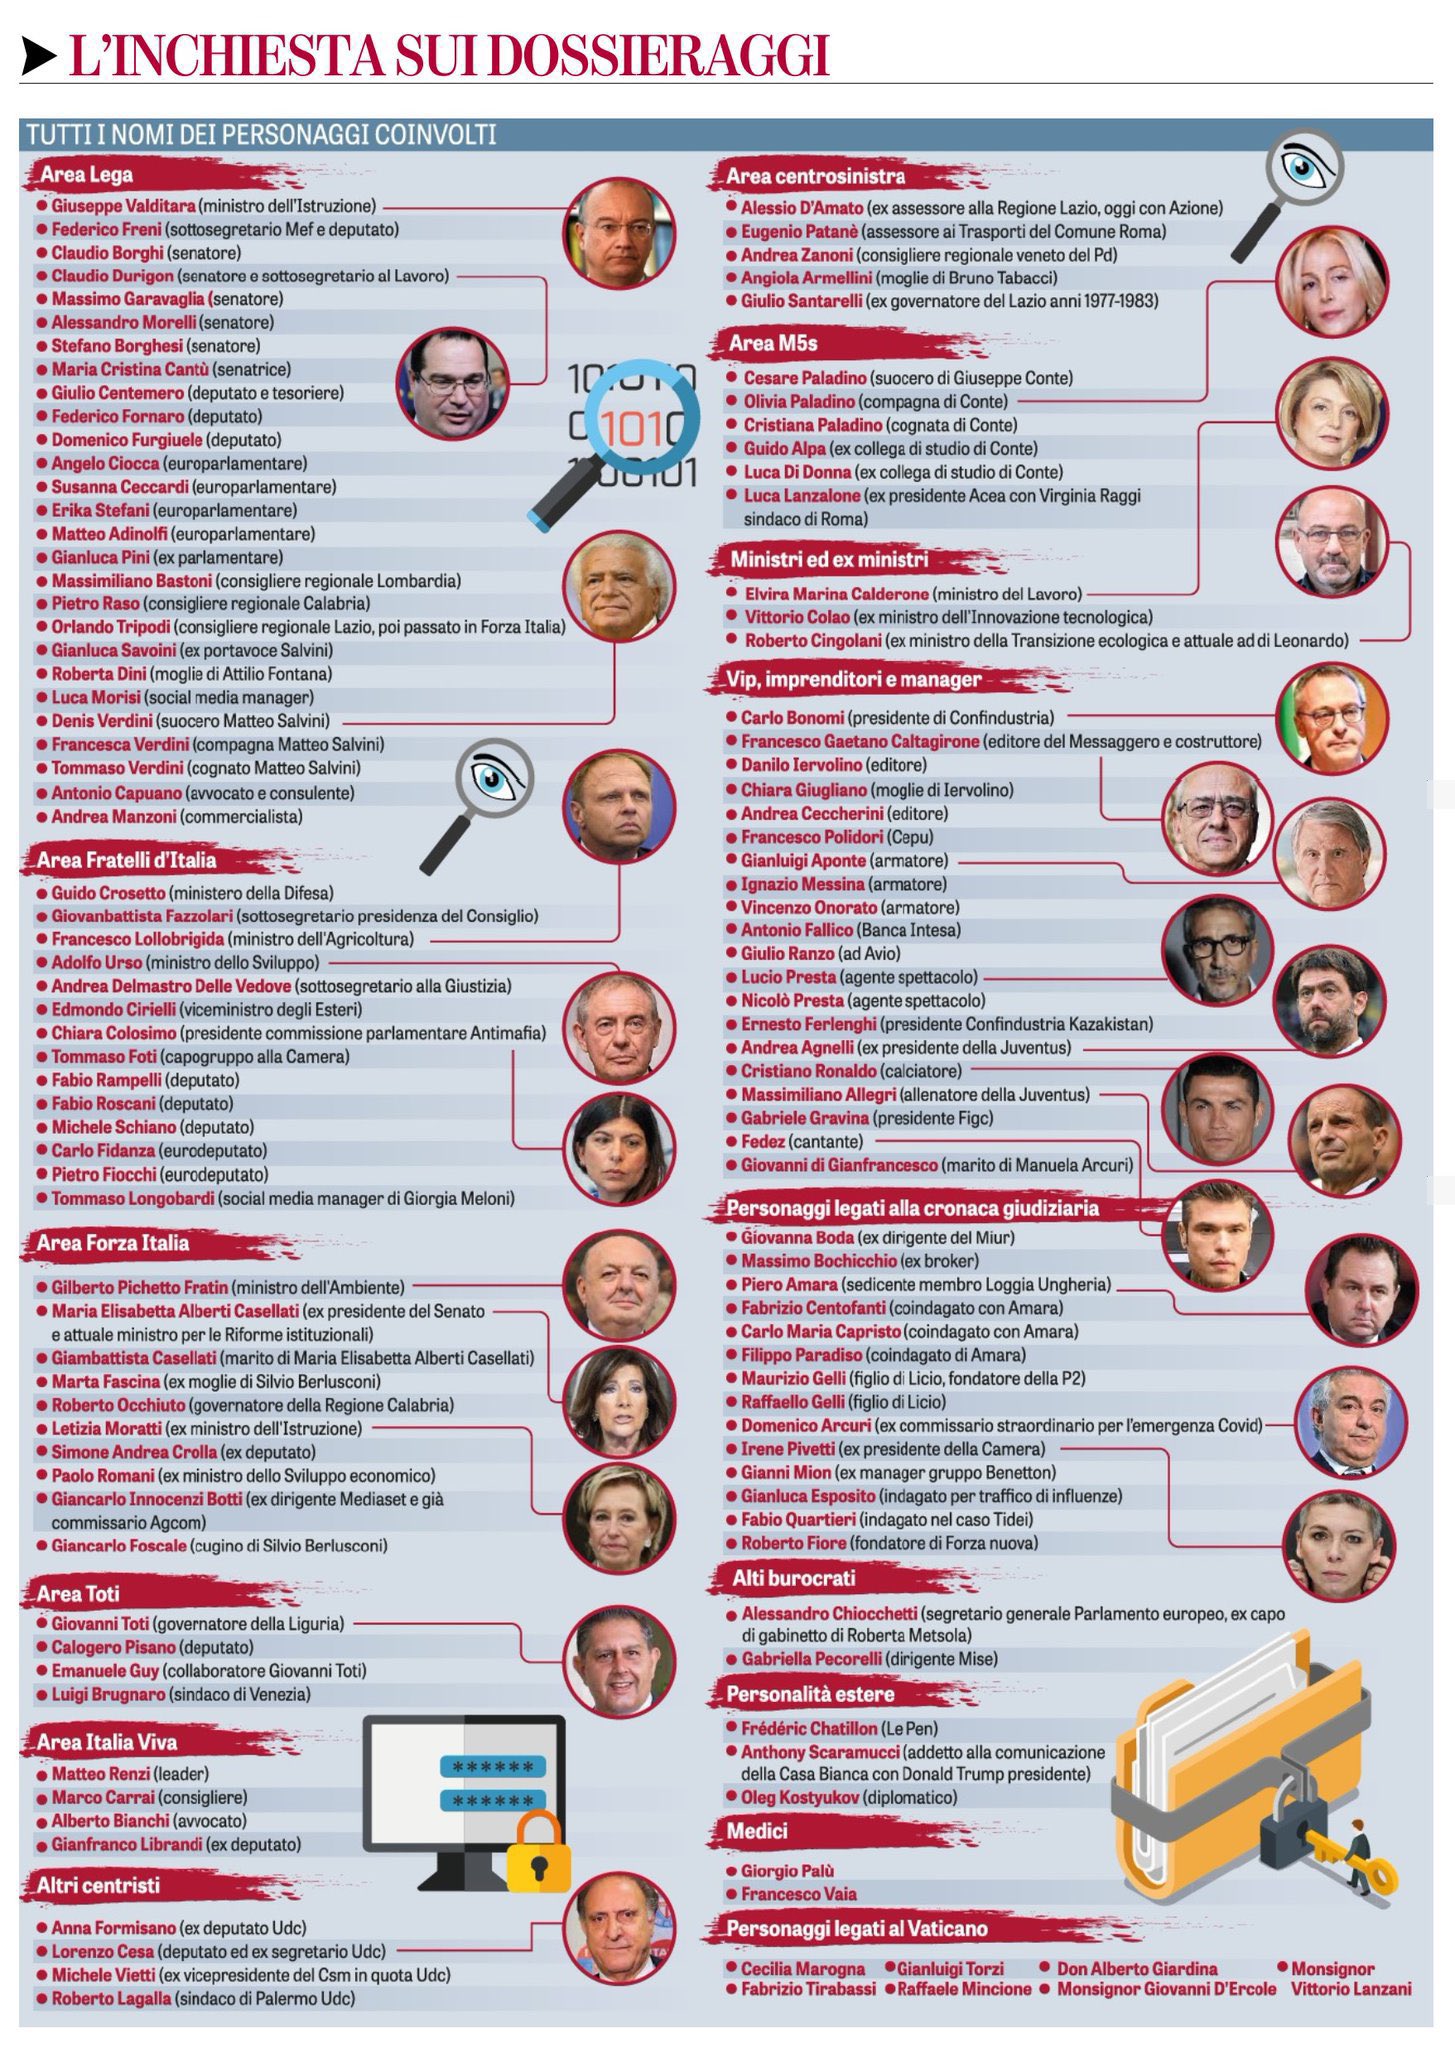 L'INCHIESTA SUI DOSSIERAGGI
TUTTI I NOMI DEI PERSONAGGI COINVOLTI
Area Lega
• Giuseppe Valditara (ministro dell'Istruzione)
• Federico Freni (sottosegretario Mef e deputato)
• Claudio Borghi (senatore)
• Claudio Durigon (senatore e sottosegretario al Lavoro)
• Massimo Garavaglia (senatore)
• Alessandro Morelli (senatore)
• Stefano Borghesi (senatore)
• Maria Cristina Cantù (senatrice)
• Giulio Centemero (deputato e tesoriere)
• Federico Fornaro (deputato)
• Domenico Furgiuele (deputato)
• Angelo Ciocca (europarlamentare)
• Susanna Ceccardi (europarlamentare)
• Erika Stefani (europarlamentare)
• Matteo Adinolfi (europarlamentare)
• Gianluca Pini (ex parlamentare)
• Massimiliano Bastoni (consigliere regionale Lombardia)
• Pietro Raso (consigliere regionale Calabria)
• Orlando Tripodi (consigliere regionale Lazio, poi passato in Forza Italia)
• Gianluca Savoini (ex portavoce Salvini)
• Roberta Dini (moglie di Attilio Fontana)
• Luca Morisi (social media manager)
• Denis Verdini (suocero Matteo Salvini)
• Francesca Verdini (compagna Matteo Salvini)
• Tommaso Verdini (cognato Matteo Salvini)
• Antonio Capuano (avvocato e consulente)
• Andrea Manzoni (commercialista)
1010
Area Fratelli d'Italia
• Guido Crosetto (ministero della Difesa)
• Giovanbattista Fazzolari (sottosegretario presidenza del Consiglio)
• Francesco Lollobrigida (ministro dell'Agricoltura)
• Adolfo Urso (ministro dello Sviluppo)
• Andrea Delmastro Delle Vedove (sottosegretario alla Giustizia)
• Edmondo Cirielli (viceministro degli Esteri)
• Chiara Colosimo (presidente commissione parlamentare Antimafia)
• Tommaso Foti (capogruppo alla Camera)
• Fabio Rampelli (deputato)
• Fabio Roscani (deputato)
• Michele Schiano (deputato)
• Carlo Fidanza (eurodeputato)
• Pietro Fiocchi (eurodeputato)
• Tommaso Longobardi (social media manager di Giorgia Meloni)
Area Forza Italia
• Gilberto Pichetto Fratin (ministro dell'Ambiente)
• Maria Elisabetta Alberti Casellati (ex presidente del Senato
e attuale ministro per le Riforme istituzionali)
• Giambattista Casellati (marito di Maria Elisabetta Alberti Casellati)
• Marta Fascina (ex moglie di Silvio Berlusconi)
• Roberto Occhiuto (governatore della Regione Calabria)
• Letizia Moratti (ex ministro dell'Istruzione)
• Simone Andrea Crolla (ex deputato)
• Paolo Romani (ex ministro dello Sviluppo economico)
• Giancarlo Innocenzi Botti (ex dirigente Mediaset e già
commissario Agcom)
• Giancarlo Foscale (cugino di Silvio Berlusconi)
Area Toti
• Giovanni Toti (governatore della Liguria)
• Calogero Pisano (deputato)
• Emanuele Guy (collaboratore Giovanni Toti)
• Luigi Brugnaro (sindaco di Venezia)
Area Italia Viva
• Matteo Renzi (leader)
• Marco Carrai (consigliere)
• Alberto Bianchi (avvocato)
• Gianfranco Librandi (ex deputato)
******
******
Altri centristi
• Anna Formisano (ex deputato Udc)
• Lorenzo Cesa (deputato ed ex segretario Udc)
• Michele Vietti (ex vicepresidente del Csm in quota Udc)
• Roberto Lagalla (sindaco di Palermo Udc)
Area centrosinistra
• Alessio D'Amato (ex assessore alla Regione Lazio, oggi con Azione)
• Eugenio Patanè (assessore ai Trasporti del Comune Roma)
• Andrea Zanoni (consigliere regionale veneto del Pd)
• Angiola Armellini (moglie di Bruno Tabacci)
• Giulio Santarelli (ex governatore del Lazio anni 1977-1983)
Area M5s
• Cesare Paladino (suocero di Giuseppe Conte)
• Olivia Paladino (compagna di Conte)
• Cristiana Paladino (cognata di Conte)
• Guido Alpa (ex collega di studio di Conte)
• Luca Di Donna (ex collega di studio di Conte)
• Luca Lanzalone (ex presidente Acea con Virginia Raggi
sindaco di Roma)
Ministri ed ex ministri
• Elvira Marina Calderone (ministro del Lavoro)
• Vittorio Colao (ex ministro dell'Innovazione tecnologica)
• Roberto Cingolani (ex ministro della Transizione ecologica e attuale ad di Leonardo)
Vip, imprenditori e manager
• Carlo Bonomi (presidente di Confindustria)
• Francesco Gaetano Caltagirone (editore del Messaggero e costruttore)
• Danilo Iervolino (editore)
• Chiara Giugliano (moglie di Iervolino)
• Andrea Ceccherini (editore)
• Francesco Polidori (Cepu)
• Gianluigi Aponte (armatore)
• Ignazio Messina (armatore)
• Vincenzo Onorato (armatore)
• Antonio Fallico (Banca Intesa)
• Giulio Ranzo (ad Avio)
• Lucio Presta (agente spettacolo)
• Nicolò Presta (agente spettacolo)
• Ernesto Ferlenghi (presidente Confindustria Kazakistan)
• Andrea Agnelli (ex presidente della Juventus)
• Cristiano Ronaldo (calciatore)
• Massimiliano Allegri (allenatore della Juventus)
• Gabriele Gravina (presidente Figc)
• Fedez (cantante)
• Giovanni di Gianfrancesco (marito di Manuela Arcuri)
Personaggi legati alla cronaca giudiziaria
• Giovanna Boda (ex dirigente del Miur)
• Massimo Bochicchio (ex broker)
• Piero Amara (sedicente membro Loggia Ungheria)
• Fabrizio Centofanti (coindagato con Amara)
• Carlo Maria Capristo (coindagato con Amara)
• Filippo Paradiso (coindagato di Amara)
• Maurizio Gelli (figlio di Licio, fondatore della P2)
• Raffaello Gelli (figlio di Licio)
• Domenico Arcuri (ex commissario straordinario per l'emergenza Covid)
• Irene Pivetti (ex presidente della Camera)
• Gianni Mion (ex manager gruppo Benetton)
• Gianluca Esposito (indagato per traffico di influenze)
• Fabio Quartieri (indagato nel caso Tidei)
• Roberto Fiore (fondatore di Forza nuova)
Alti burocrati
• Alessandro Chiocchetti (segretario generale Parlamento europeo, ex capo
di gabinetto di Roberta Metsola)
• Gabriella Pecorelli (dirigente Mise)
Personalità estere
• Frédéric Chatillon (Le Pen)
• Anthony Scaramucci (addetto alla comunicazione
della Casa Bianca con Donald Trump presidente)
• Oleg Kostyukov (diplomatico)
Medici
• Giorgio Palù
• Francesco Vaia
Personaggi legati al Vaticano
• Cecilia Marogna • Gianluigi Torzi • Don Alberto Giardina • Monsignor
• Fabrizio Tirabassi • Raffaele Mincione • Monsignor Giovanni D'Ercole Vittorio Lanzani